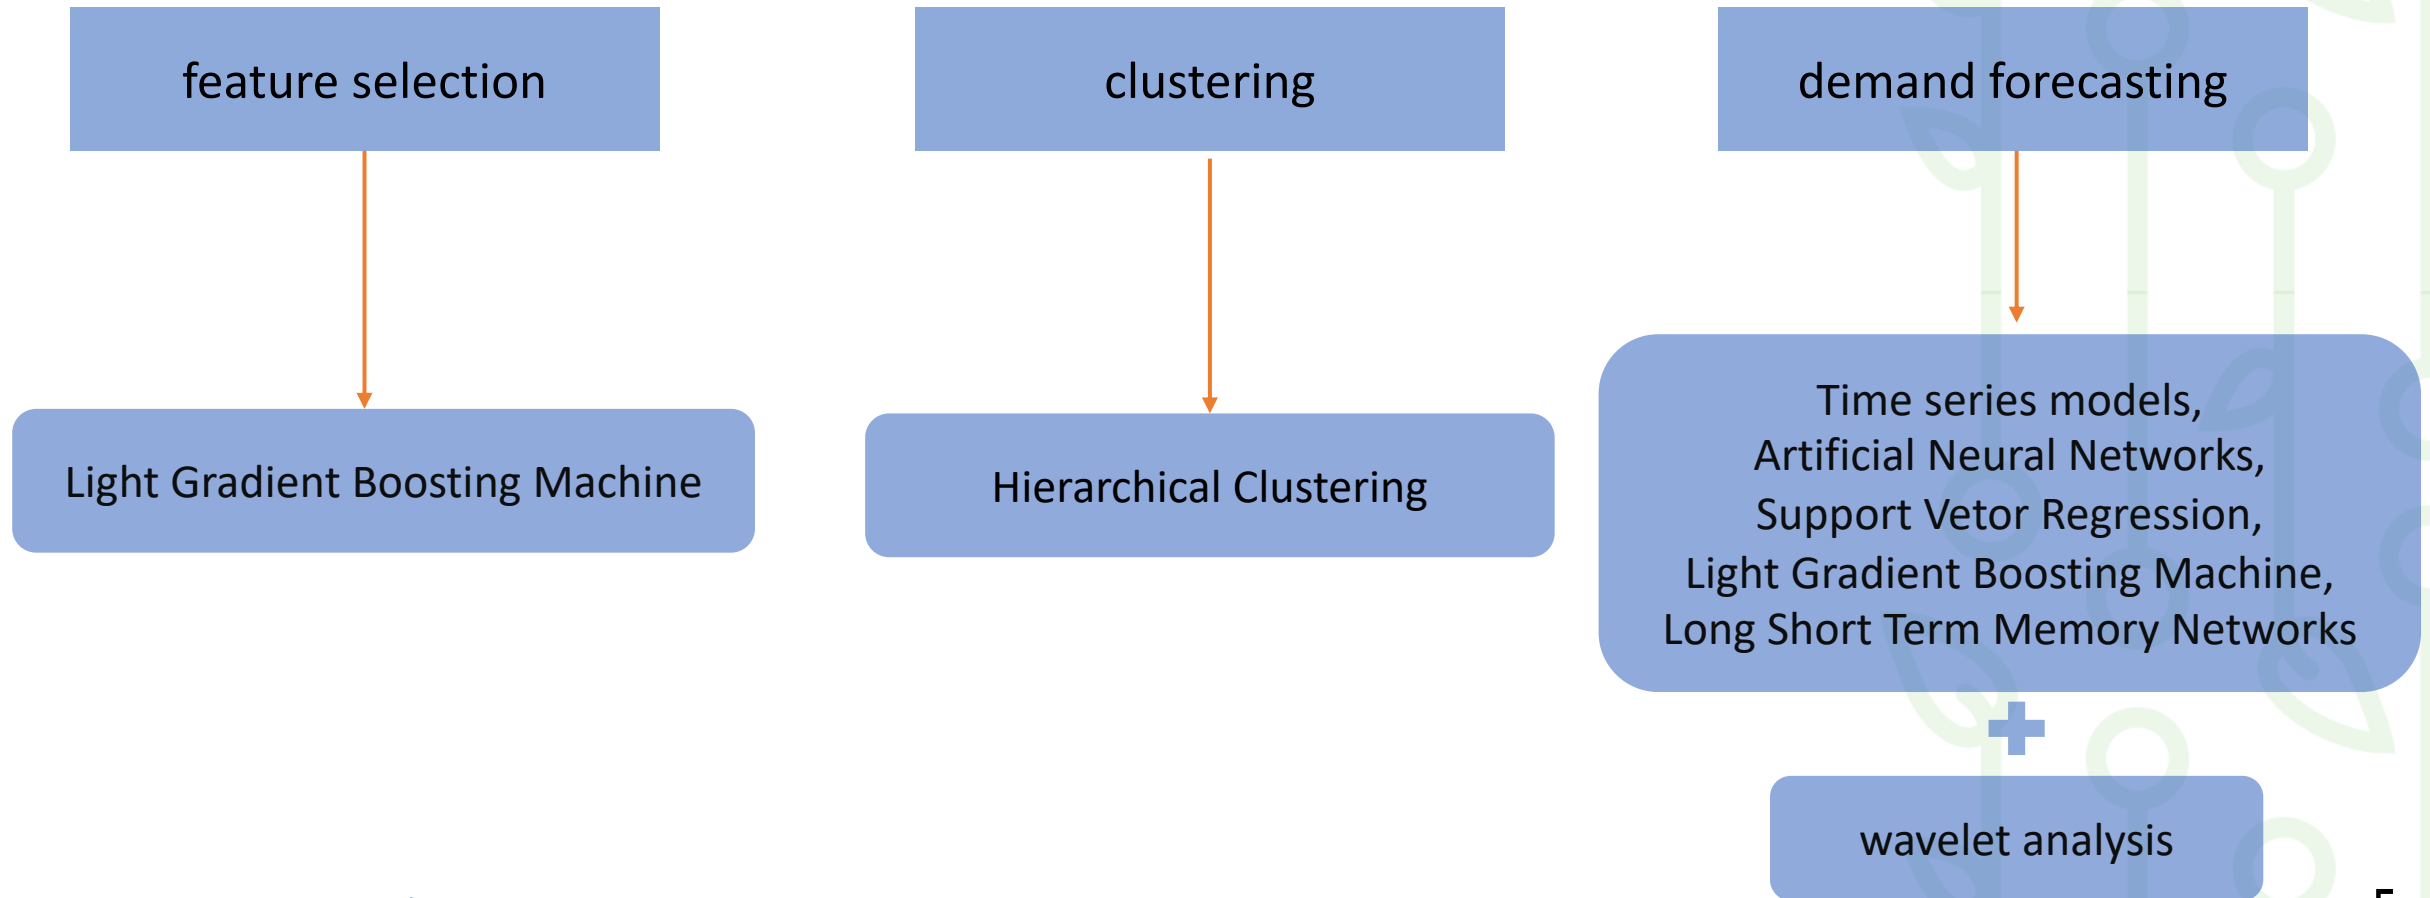 feature selection
clustering
demand forecasting
Light Gradient Boosting Machine
Hierarchical Clustering
Time series models,
Artificial Neural Networks,
Support Vetor Regression,
Light Gradient Boosting Machine,
Long Short Term Memory Networks
wavelet analysis